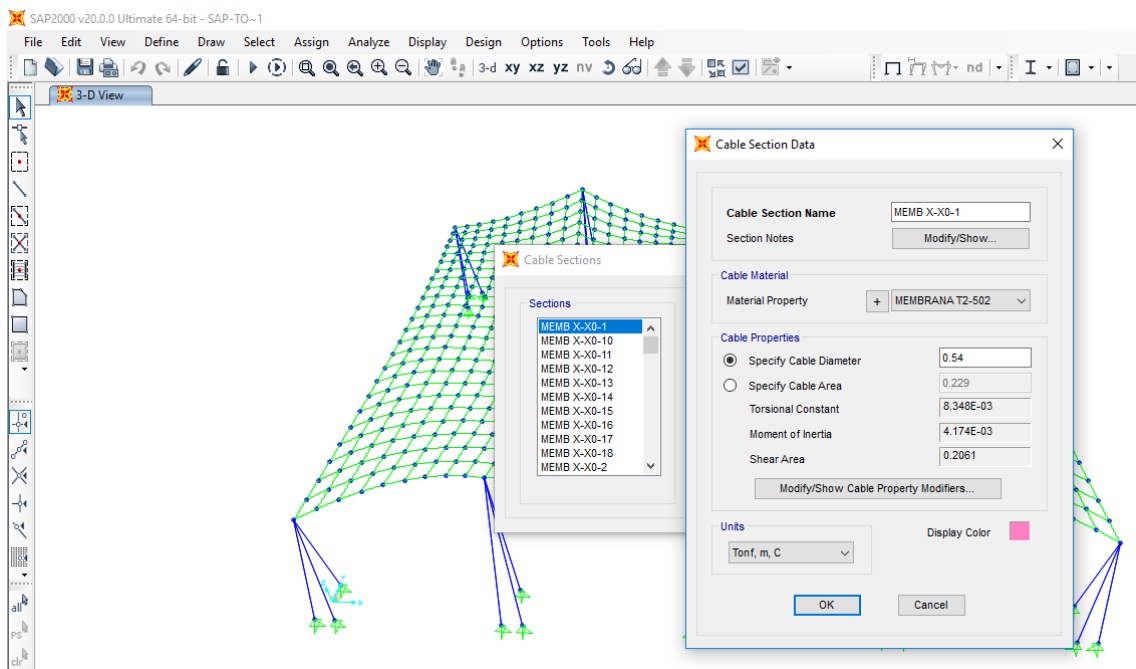 SAP2000 v20.0.0 Ultimate 64-bit - SAP-TO~1
File Edit View Define Draw Select Assign Analyze Display Design Options Tools Help
3-d xy xz yz nv nd
3-D View
Cable Section Data
Cable Section Name MEMB X-X0-1
Section Notes Modify/Show...
Cable Material
Material Property + MEMBRANA T2-502
Cable Properties
Specify Cable Diameter 0.54
Specify Cable Area 0.229
Torsional Constant 8.348E-03
Moment of Inertia 4.174E-03
Shear Area 0.2061
Modify/Show Cable Property Modifiers...
Units
Tonf, m, C
Display Color
OK Cancel
Cable Sections
Sections
MEMB X-X0-1
MEMB X-X0-10
MEMB X-X0-11
MEMB X-X0-12
MEMB X-X0-13
MEMB X-X0-14
MEMB X-X0-15
MEMB X-X0-16
MEMB X-X0-17
MEMB X-X0-18
MEMB X-X0-2
Z Y X
all
PS
clr